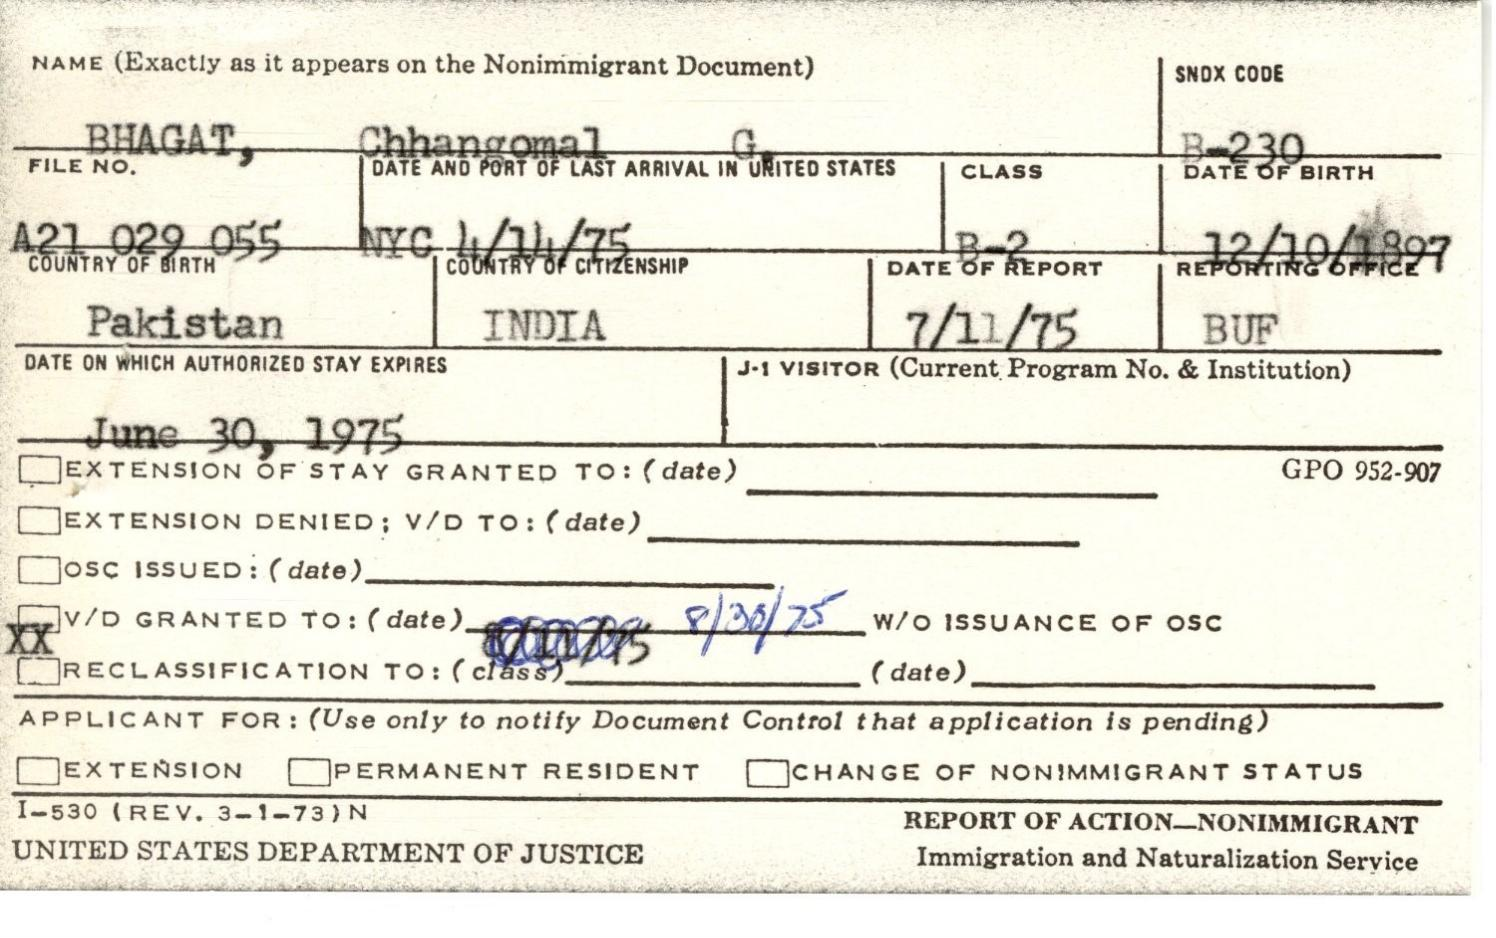 NAME (Exactly as it appears on the Nonimmigrant Document) SNDX CODE
BHAGAT, Chhangomal G. B-230
FILE NO. DATE AND PORT OF LAST ARRIVAL IN UNITED STATES CLASS DATE OF BIRTH
A21 029 055 NYC 4/14/75 B-2 12/10/1897
COUNTRY OF BIRTH COUNTRY OF CITIZENSHIP DATE OF REPORT REPORTING OFFICE
Pakistan INDIA 7/11/75 BUF
DATE ON WHICH AUTHORIZED STAY EXPIRES J-1 VISITOR (Current Program No. & Institution)
June 30, 1975
EXTENSION OF STAY GRANTED TO: (date) GPO 952-907
EXTENSION DENIED; V/D TO: (date)
OSC ISSUED: (date)
V/D GRANTED TO: (date) 8/30/75 W/O ISSUANCE OF OSC
XX
RECLASSIFICATION TO: (class) (date)
APPLICANT FOR: (Use only to notify Document Control that application is pending)
EXTENSION PERMANENT RESIDENT CHANGE OF NONIMMIGRANT STATUS
I-530 (REV. 3-1-73) N REPORT OF ACTION—NONIMMIGRANT
UNITED STATES DEPARTMENT OF JUSTICE Immigration and Naturalization Service